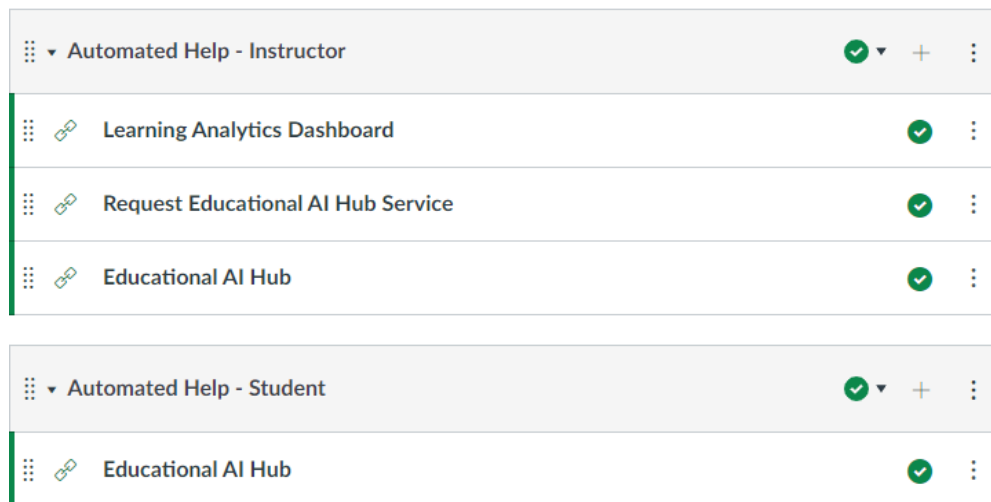 Automated Help - Instructor
Learning Analytics Dashboard
Request Educational AI Hub Service
Educational AI Hub
Automated Help - Student
Educational AI Hub